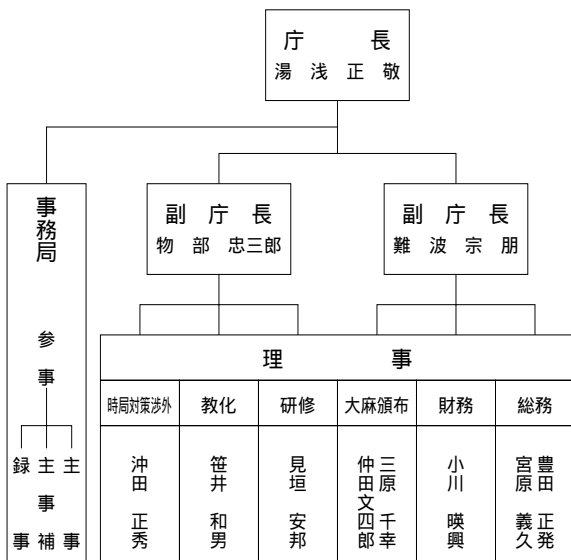 庁長
湯浅正敬
副庁長
物部忠三郎
副庁長
難波宗朋
事務局
参事
主事
主事補
録事
理事
時局対策渉外
教化
研修
大麻頒布
財務
総務
沖田正秀
笹井和男
見垣安邦
三原千幸
仲田文四郎
小川暎興
豊田正発
宮原義久